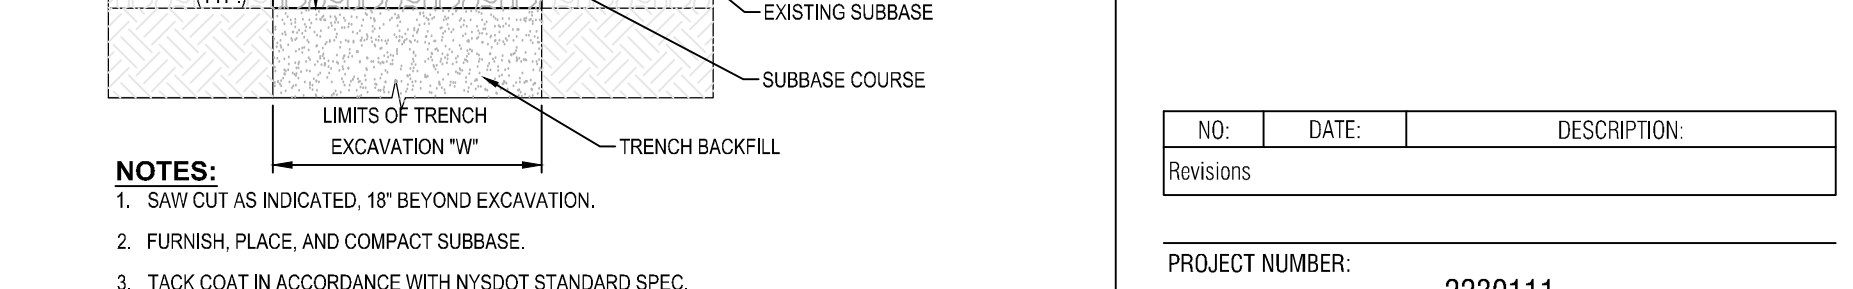 EXISTING SUBBASE
SUBBASE COURSE
LIMITS OF TRENCH
EXCAVATION "W"
TRENCH BACKFILL
NOTES:
1. SAW CUT AS INDICATED, 18" BEYOND EXCAVATION.
2. FURNISH, PLACE, AND COMPACT SUBBASE.
3. TACK COAT IN ACCORDANCE WITH NYSDOT STANDARD SPEC.
NO: DATE: DESCRIPTION:
Revisions
PROJECT NUMBER:
2230111